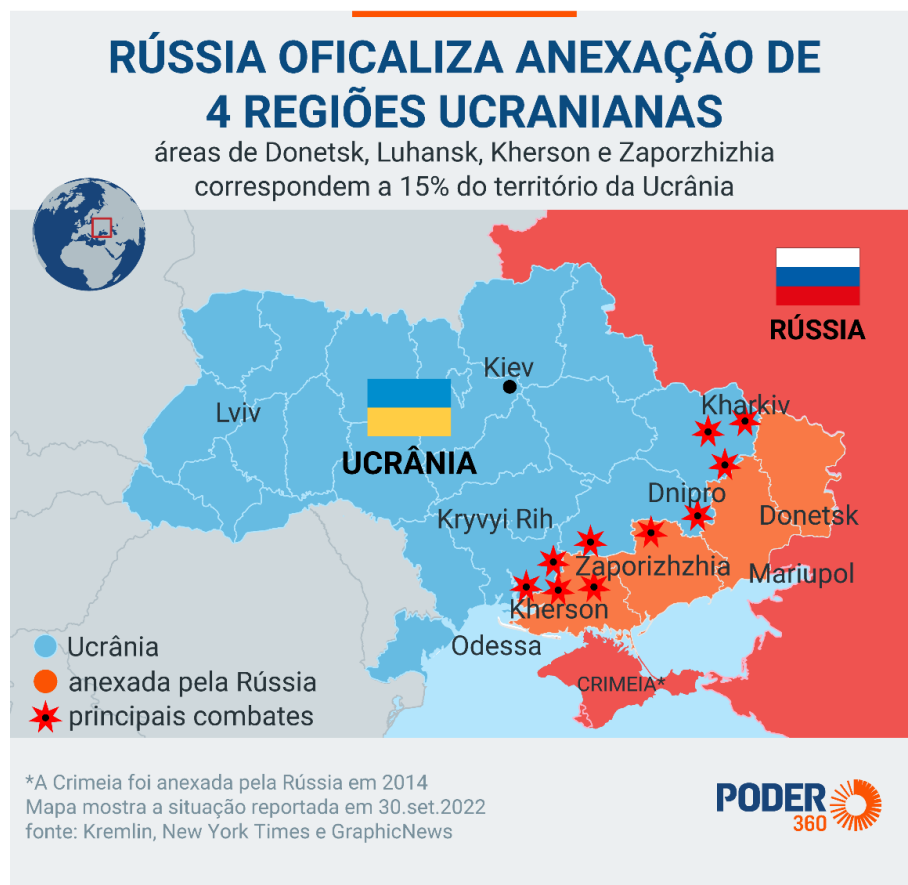 RÚSSIA OFICALIZA ANEXAÇÃO DE
4 REGIÕES UCRANIANAS
áreas de Donetsk, Luhansk, Kherson e Zaporzhizhia
correspondem a 15% do território da Ucrânia
RÚSSIA
Kiev
Lviv
Kharkiv
UCRÂNIA
Dnipro
Kryvyi Rih
Donetsk
Zaporizhzhia
Mariupol
Kherson
Odessa
CRIMEIA*
Ucrânia
anexada pela Rússia
principais combates
*A Crimeia foi anexada pela Rússia em 2014
Mapa mostra a situação reportada em 30.set.2022
fonte: Kremlin, New York Times e GraphicNews
PODER
360